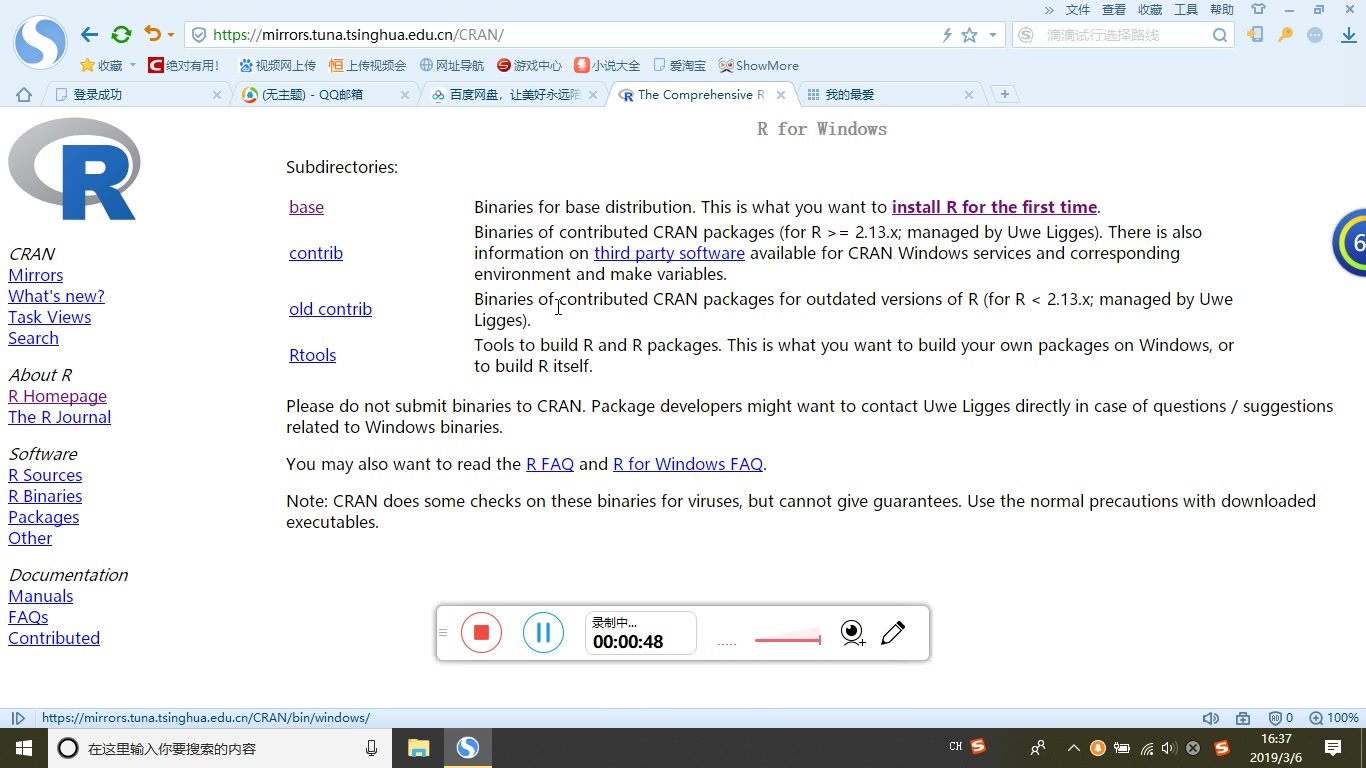 » 文件 查看 收藏 工具 帮助
https://mirrors.tuna.tsinghua.edu.cn/CRAN/
滴滴试行选择路线
收藏 绝对有用! 视频网上传 上传视频会 网址导航 游戏中心 小说大全 爱淘宝 ShowMore
登录成功 (无主题) - QQ邮箱 百度网盘,让美好永远陪 The Comprehensive R 我的最爱
R for Windows
Subdirectories:
base Binaries for base distribution. This is what you want to install R for the first time.
contrib Binaries of contributed CRAN packages (for R >= 2.13.x; managed by Uwe Ligges). There is also
information on third party software available for CRAN Windows services and corresponding
environment and make variables.
old contrib Binaries of contributed CRAN packages for outdated versions of R (for R < 2.13.x; managed by Uwe
Ligges).
Rtools Tools to build R and R packages. This is what you want to build your own packages on Windows, or
to build R itself.
Please do not submit binaries to CRAN. Package developers might want to contact Uwe Ligges directly in case of questions / suggestions
related to Windows binaries.
You may also want to read the R FAQ and R for Windows FAQ.
Note: CRAN does some checks on these binaries for viruses, but cannot give guarantees. Use the normal precautions with downloaded
executables.
R
CRAN
Mirrors
What's new?
Task Views
Search
About R
R Homepage
The R Journal
Software
R Sources
R Binaries
Packages
Other
Documentation
Manuals
FAQs
Contributed
6
录制中...
00:00:48
https://mirrors.tuna.tsinghua.edu.cn/CRAN/bin/windows/
0 100%
在这里输入你要搜索的内容
CH
16:37
2019/3/6